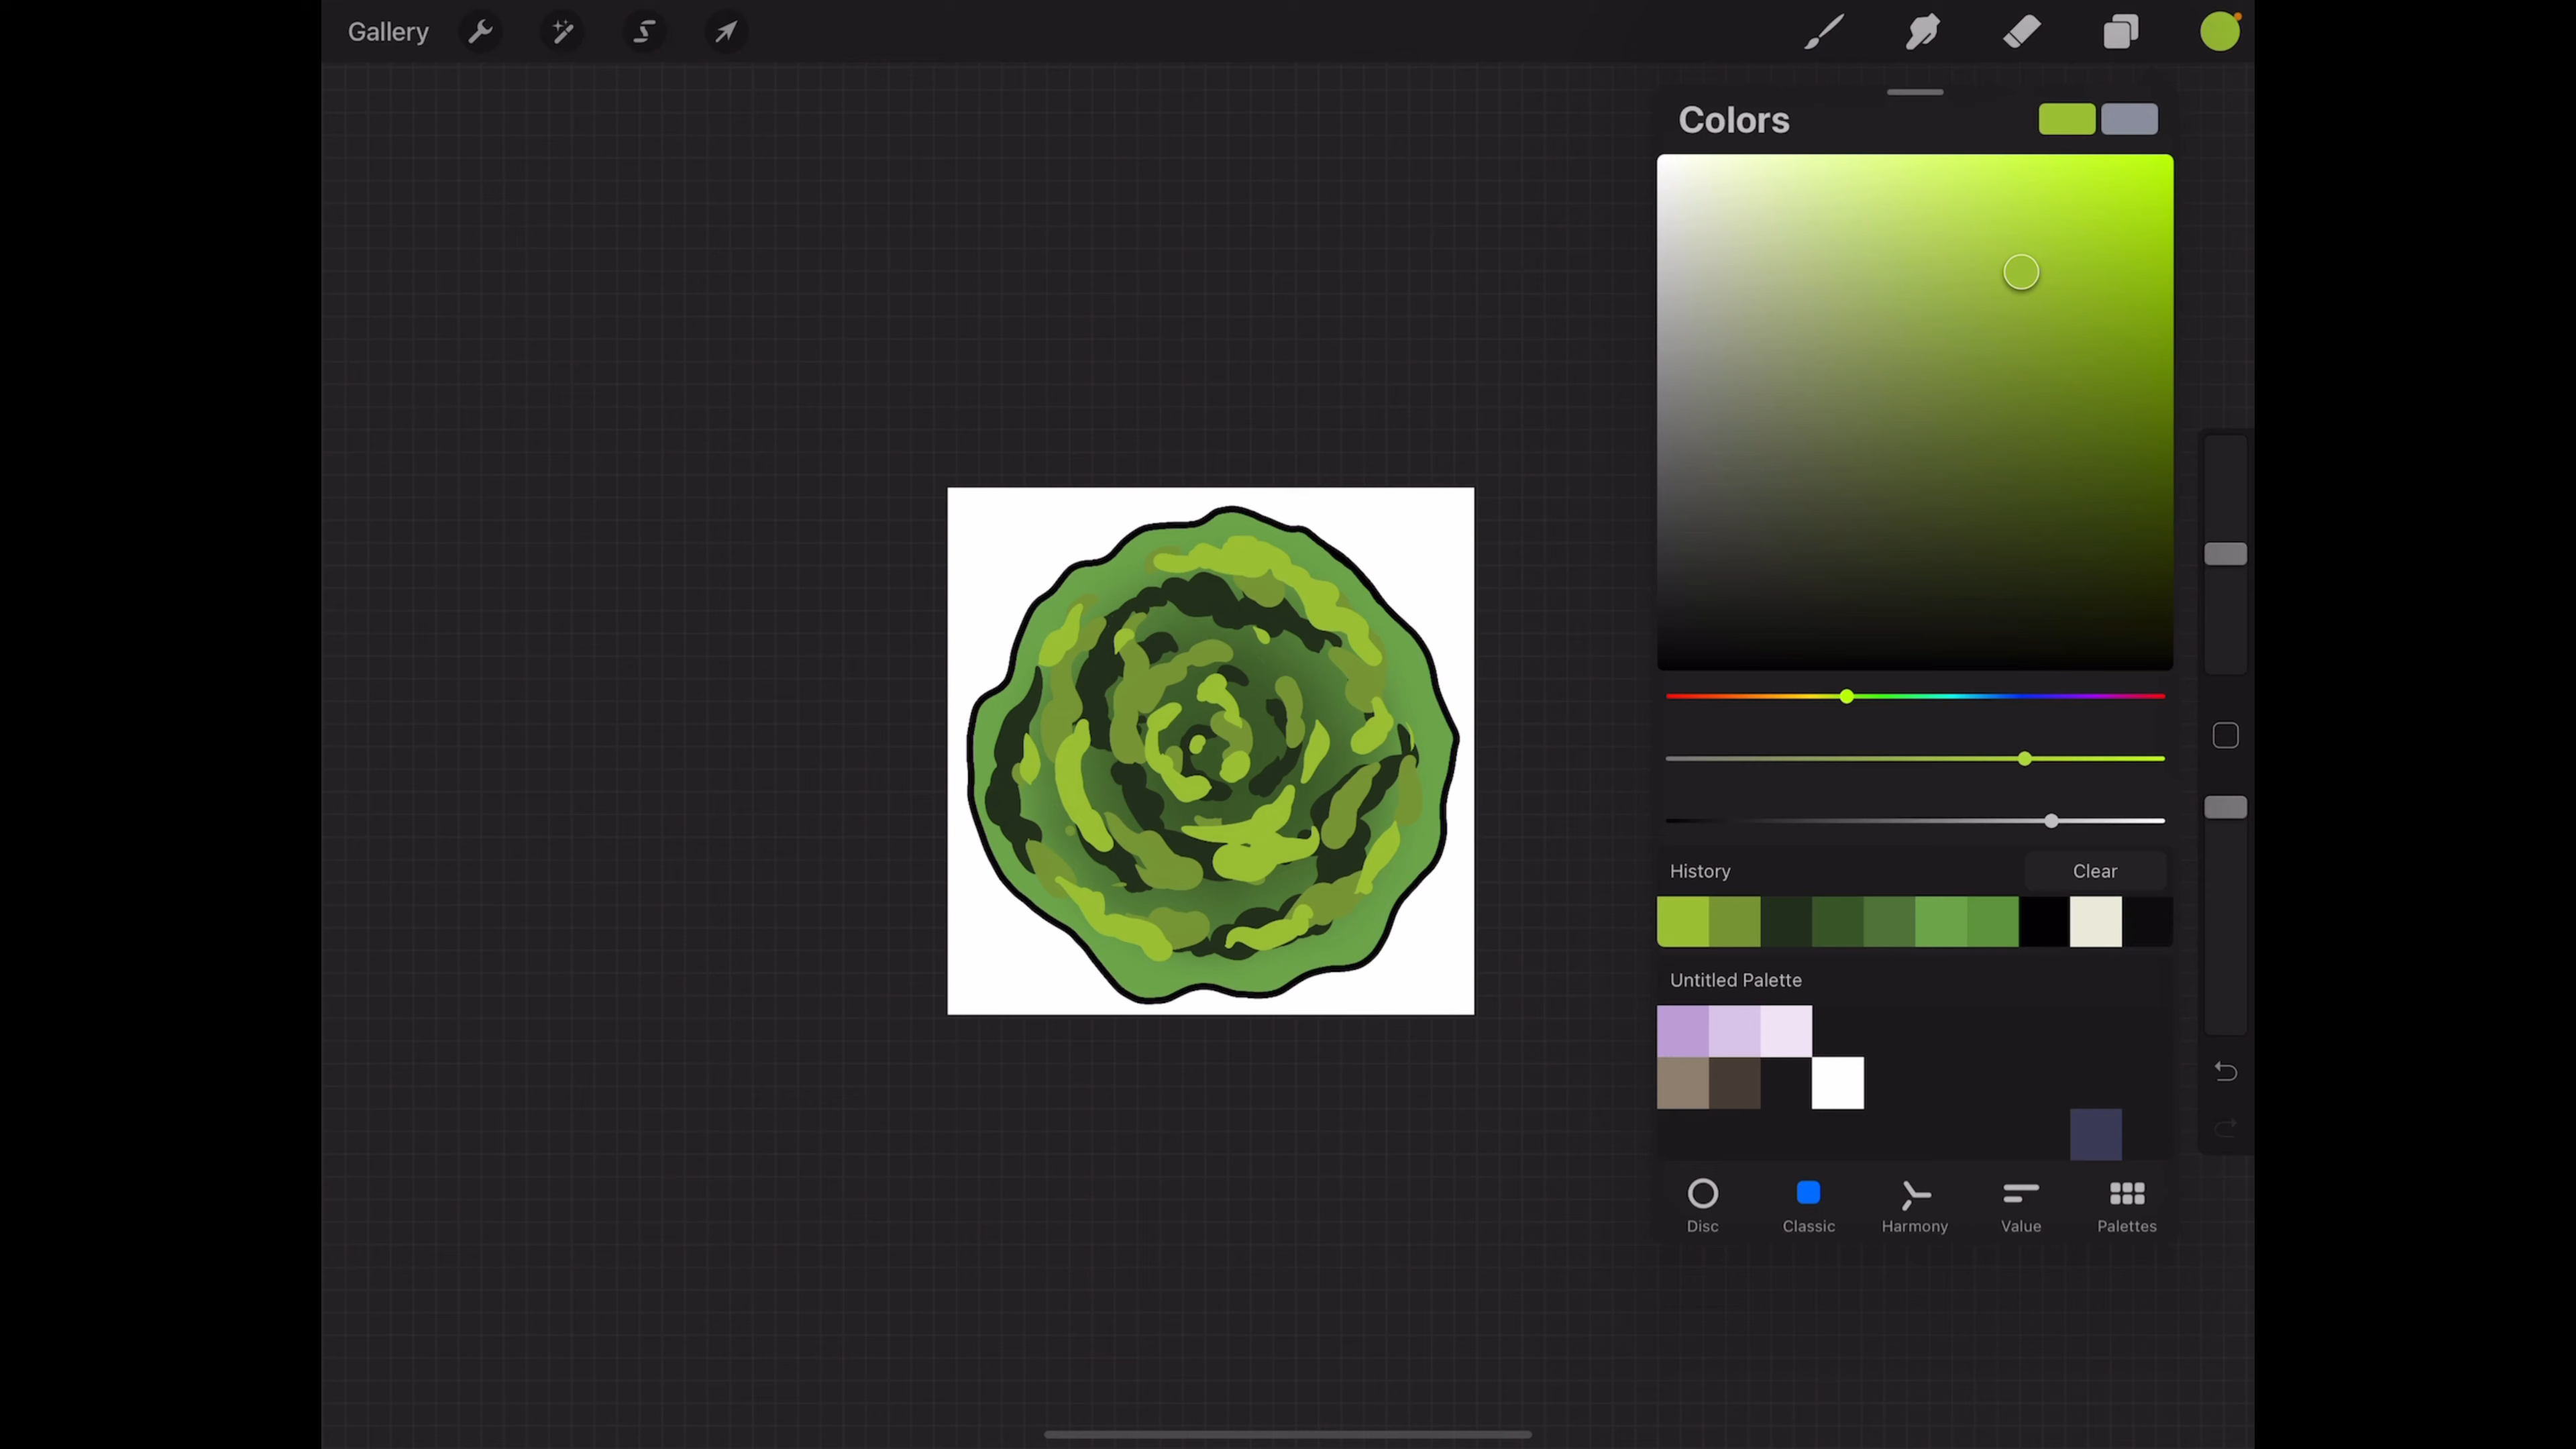 Gallery
Colors
History
Clear
Untitled Palette
Disc
Classic
Harmony
Value
Palettes